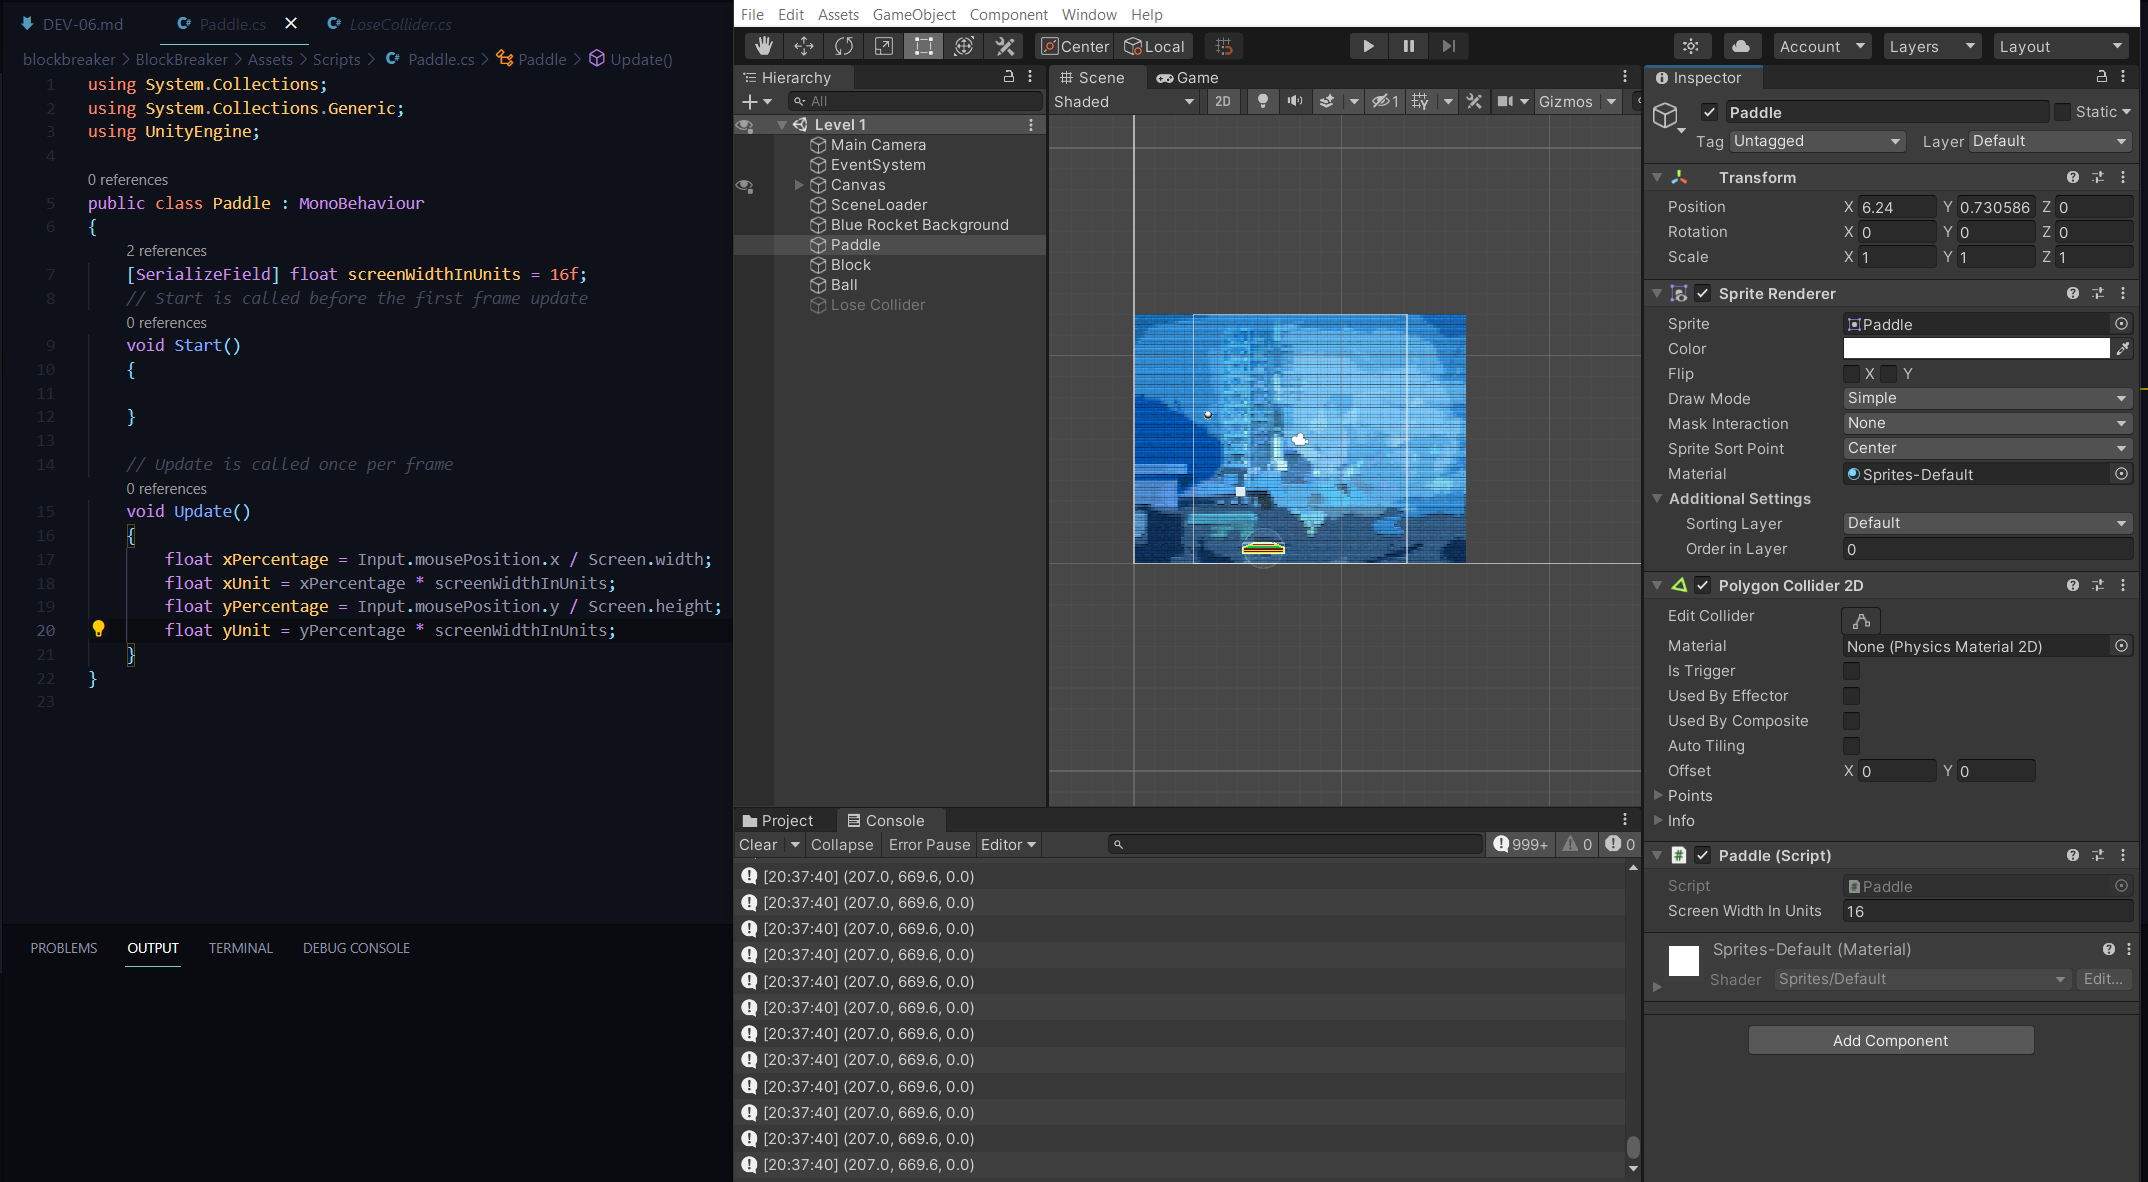 DEV-06.md
Paddle.cs
LoseCollider.cs
blockbreaker > BlockBreaker > Assets > Scripts > Paddle.cs > Paddle > Update()
1 using System.Collections;
2 using System.Collections.Generic;
3 using UnityEngine;
4
0 references
5 public class Paddle : MonoBehaviour
6 {
2 references
7 [SerializeField] float screenWidthInUnits = 16f;
8 // Start is called before the first frame update
0 references
9 void Start()
10 {
11
12 }
13
14 // Update is called once per frame
0 references
15 void Update()
16 {
17 float xPercentage = Input.mousePosition.x / Screen.width;
18 float xUnit = xPercentage * screenWidthInUnits;
19 float yPercentage = Input.mousePosition.y / Screen.height;
20 float yUnit = yPercentage * screenWidthInUnits;
21 }
22 }
23
PROBLEMS OUTPUT TERMINAL DEBUG CONSOLE
File Edit Assets GameObject Component Window Help
Center Local
Account Layers Layout
Hierarchy
All
Level 1
Main Camera
EventSystem
Canvas
SceneLoader
Blue Rocket Background
Paddle
Block
Ball
Lose Collider
Scene Game
Shaded 2D 1 Gizmos
Project Console
Clear Collapse Error Pause Editor 999+ 0 0
[20:37:40] (207.0, 669.6, 0.0)
[20:37:40] (207.0, 669.6, 0.0)
[20:37:40] (207.0, 669.6, 0.0)
[20:37:40] (207.0, 669.6, 0.0)
[20:37:40] (207.0, 669.6, 0.0)
[20:37:40] (207.0, 669.6, 0.0)
[20:37:40] (207.0, 669.6, 0.0)
[20:37:40] (207.0, 669.6, 0.0)
[20:37:40] (207.0, 669.6, 0.0)
[20:37:40] (207.0, 669.6, 0.0)
[20:37:40] (207.0, 669.6, 0.0)
[20:37:40] (207.0, 669.6, 0.0)
Inspector
Paddle Static
Tag Untagged Layer Default
Transform
Position X 6.24 Y 0.730586 Z 0
Rotation X 0 Y 0 Z 0
Scale X 1 Y 1 Z 1
Sprite Renderer
Sprite Paddle
Color
Flip X Y
Draw Mode Simple
Mask Interaction None
Sprite Sort Point Center
Material Sprites-Default
Additional Settings
Sorting Layer Default
Order in Layer 0
Polygon Collider 2D
Edit Collider
Material None (Physics Material 2D)
Is Trigger
Used By Effector
Used By Composite
Auto Tiling
Offset X 0 Y 0
Points
Info
Paddle (Script)
Script Paddle
Screen Width In Units 16
Sprites-Default (Material)
Shader Sprites/Default Edit...
Add Component